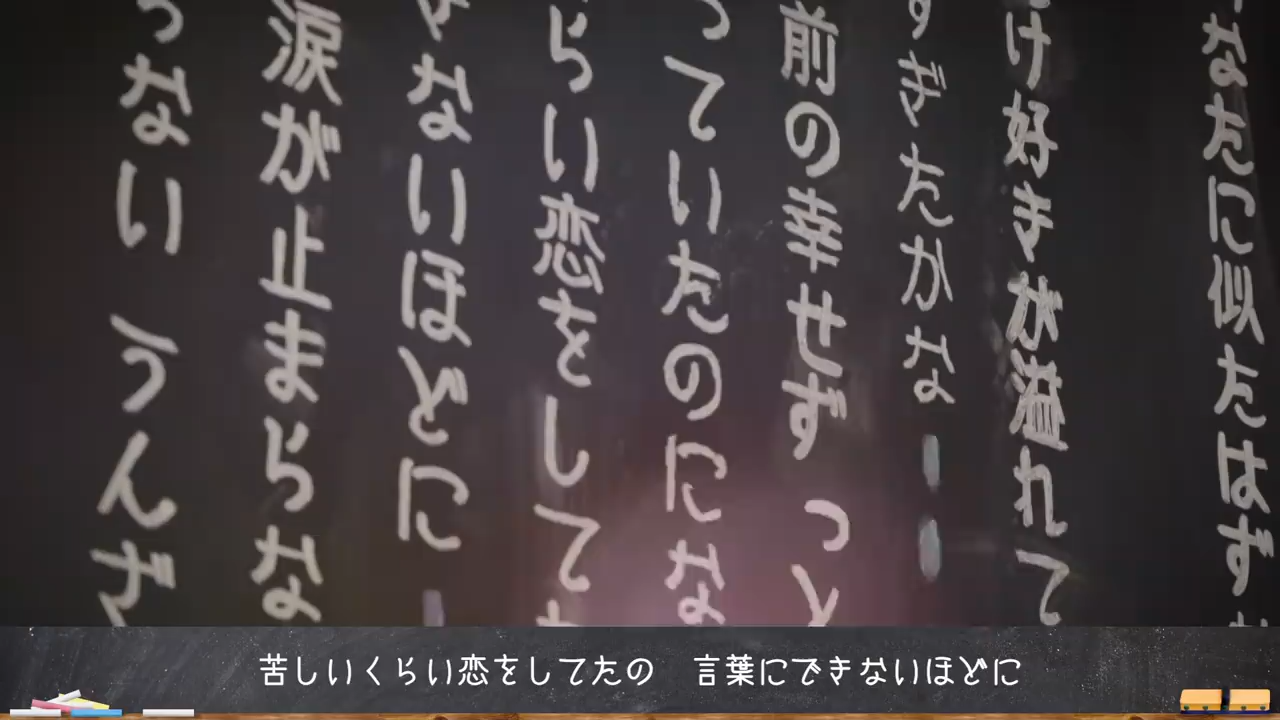 なたに似たはず
け好きが溢れて
すぎたかな
前の幸せずっと
っていたのにな
らい恋をして
ないほどに
涙が止まらな
ない うんざ
苦しいくらい恋をしてたの　言葉にできないほどに